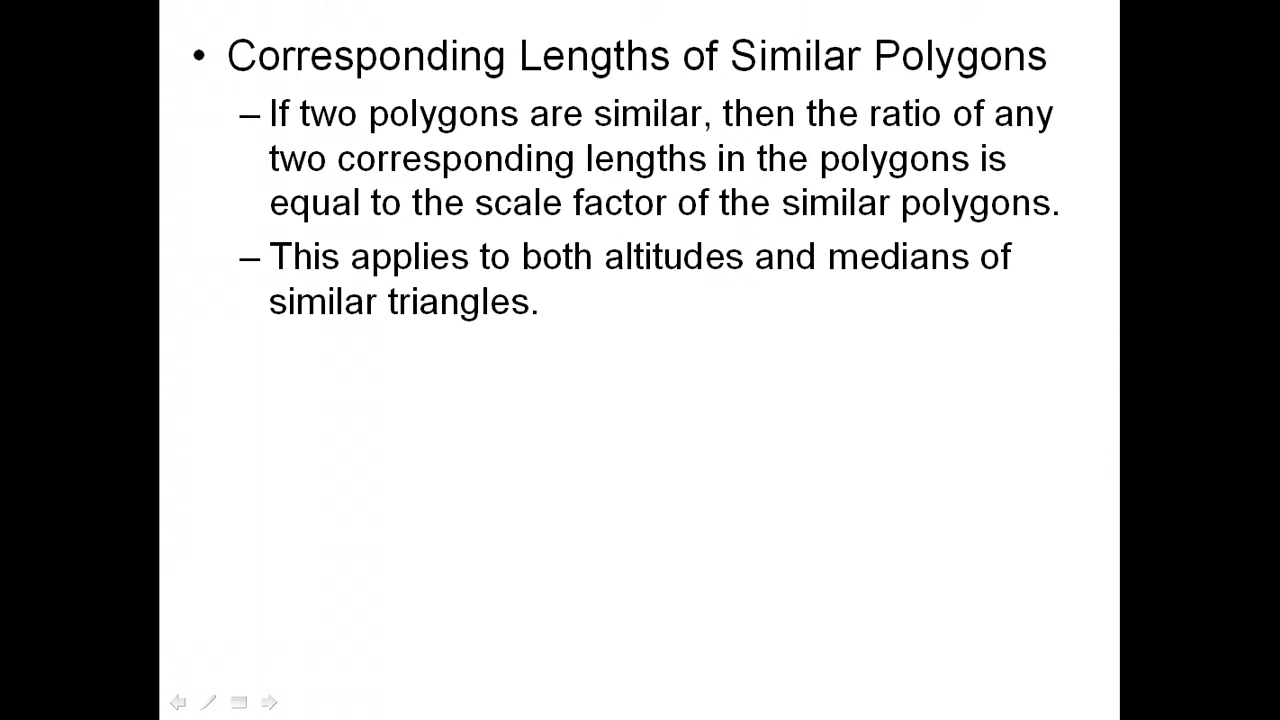 • Corresponding Lengths of Similar Polygons
– If two polygons are similar, then the ratio of any
two corresponding lengths in the polygons is
equal to the scale factor of the similar polygons.
– This applies to both altitudes and medians of
similar triangles.